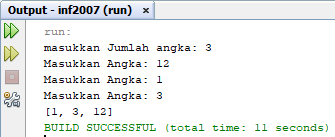 Output - inf2007 (run) ×
run:
masukkan Jumlah angka: 3
Masukkan Angka: 12
Masukkan Angka: 1
Masukkan Angka: 3
[1, 3, 12]
BUILD SUCCESSFUL (total time: 11 seconds)